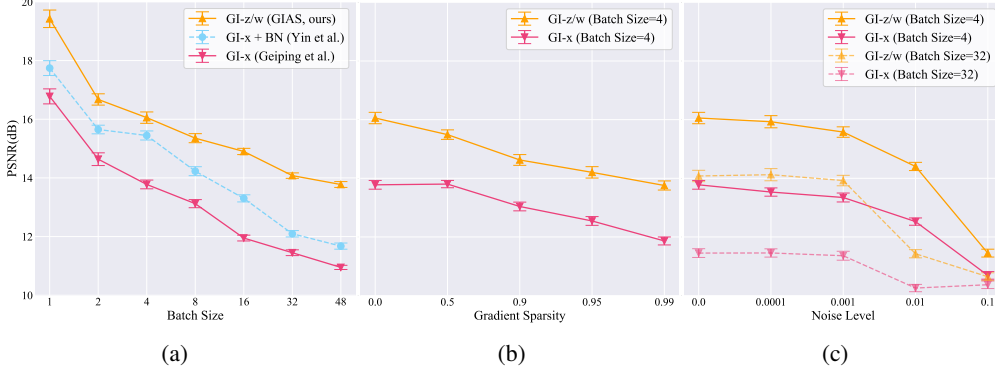 20
18
16
14
12
10
PSNR(dB)
GI-z/w (GIAS, ours)
GI-x + BN (Yin et al.)
GI-x (Geiping et al.)
1 2 4 8 16 32 48
Batch Size
(a)
GI-z/w (Batch Size=4)
GI-x (Batch Size=4)
0.0 0.5 0.9 0.95 0.99
Gradient Sparsity
(b)
GI-z/w (Batch Size=4)
GI-x (Batch Size=4)
GI-z/w (Batch Size=32)
GI-x (Batch Size=32)
0.0 0.0001 0.001 0.01 0.1
Noise Level
(c)